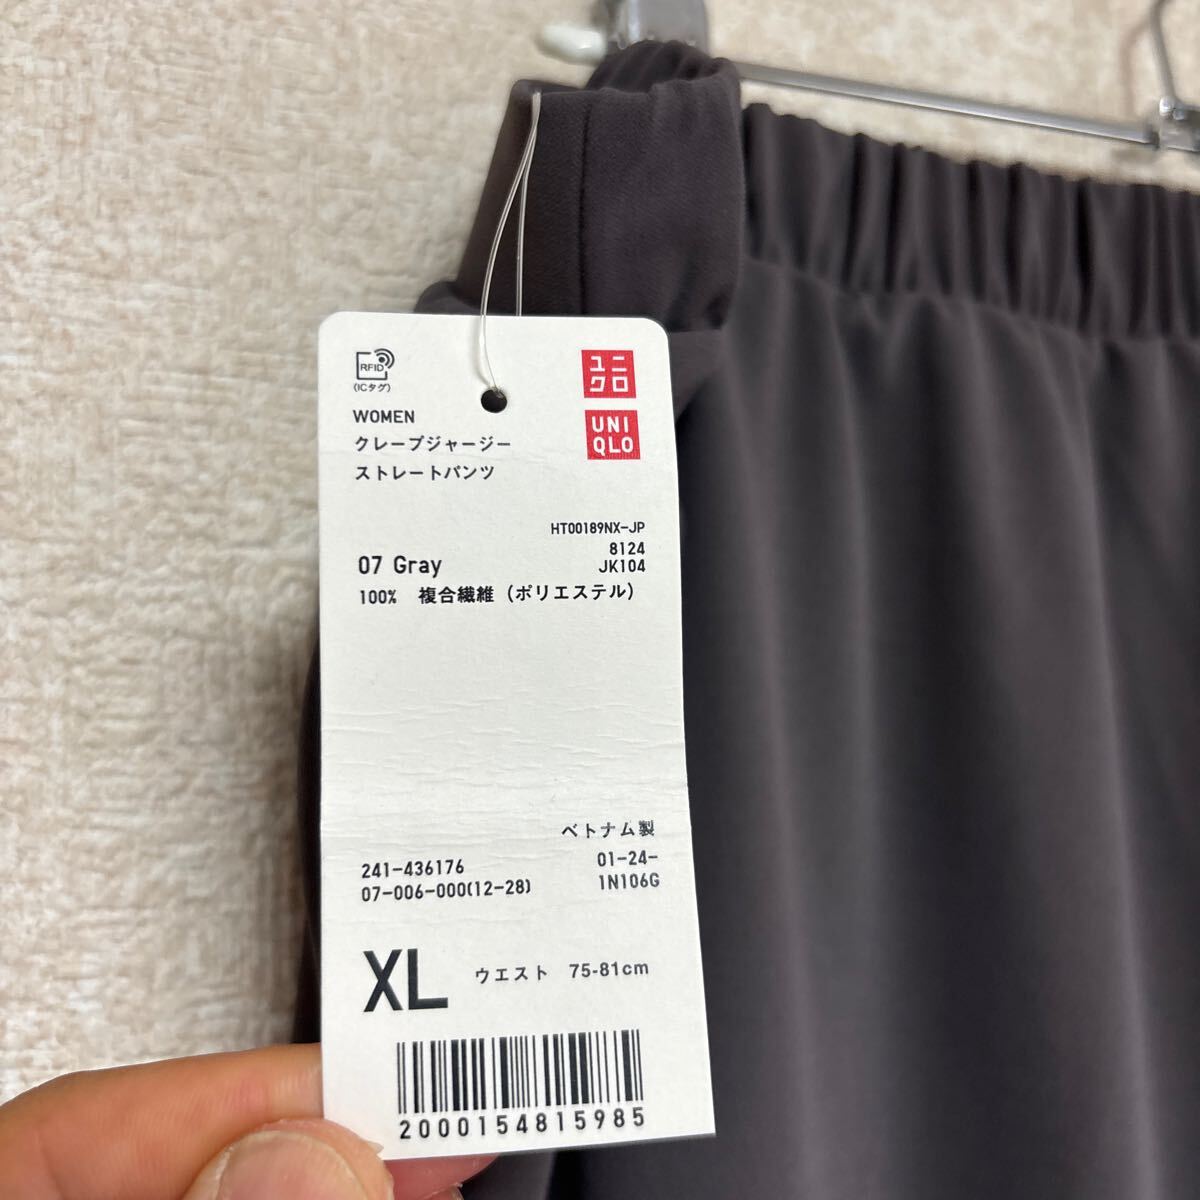 RFID
(ICタグ)
ユニ
クロ
UNI
QLO
WOMEN
クレープジャージー
ストレートパンツ
HT00189NX-JP
8124
07 Gray
JK104
100% 複合繊維(ポリエステル)
ベトナム製
241-436176
01-24-
07-006-000(12-28)
1N106G
XL ウエスト 75-81cm
2000154815985